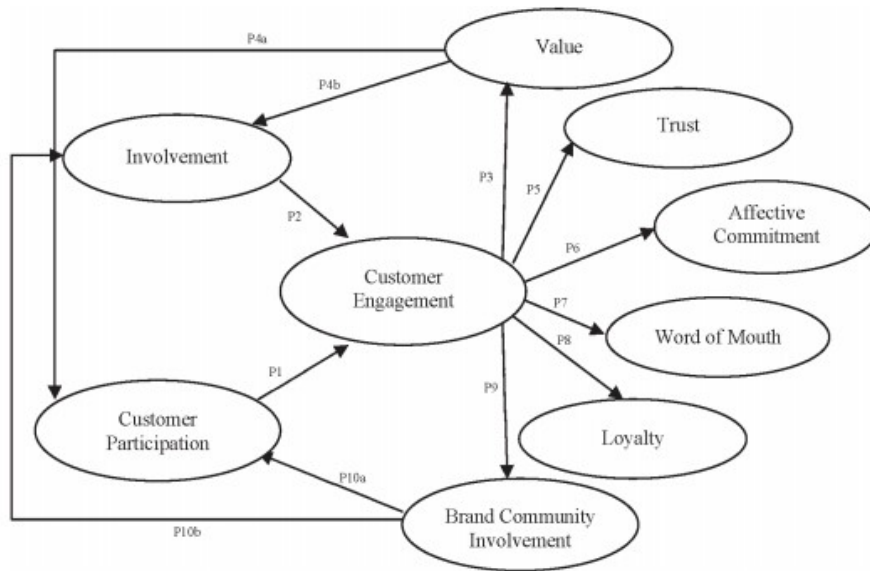 P4a
Value
P4b
Trust
Involvement
P3
P5
P2
Affective
Commitment
P6
Customer
Engagement
P7
Word of Mouth
P8
P1
P9
Customer
Participation
Loyalty
P10a
Brand Community
Involvement
P10b